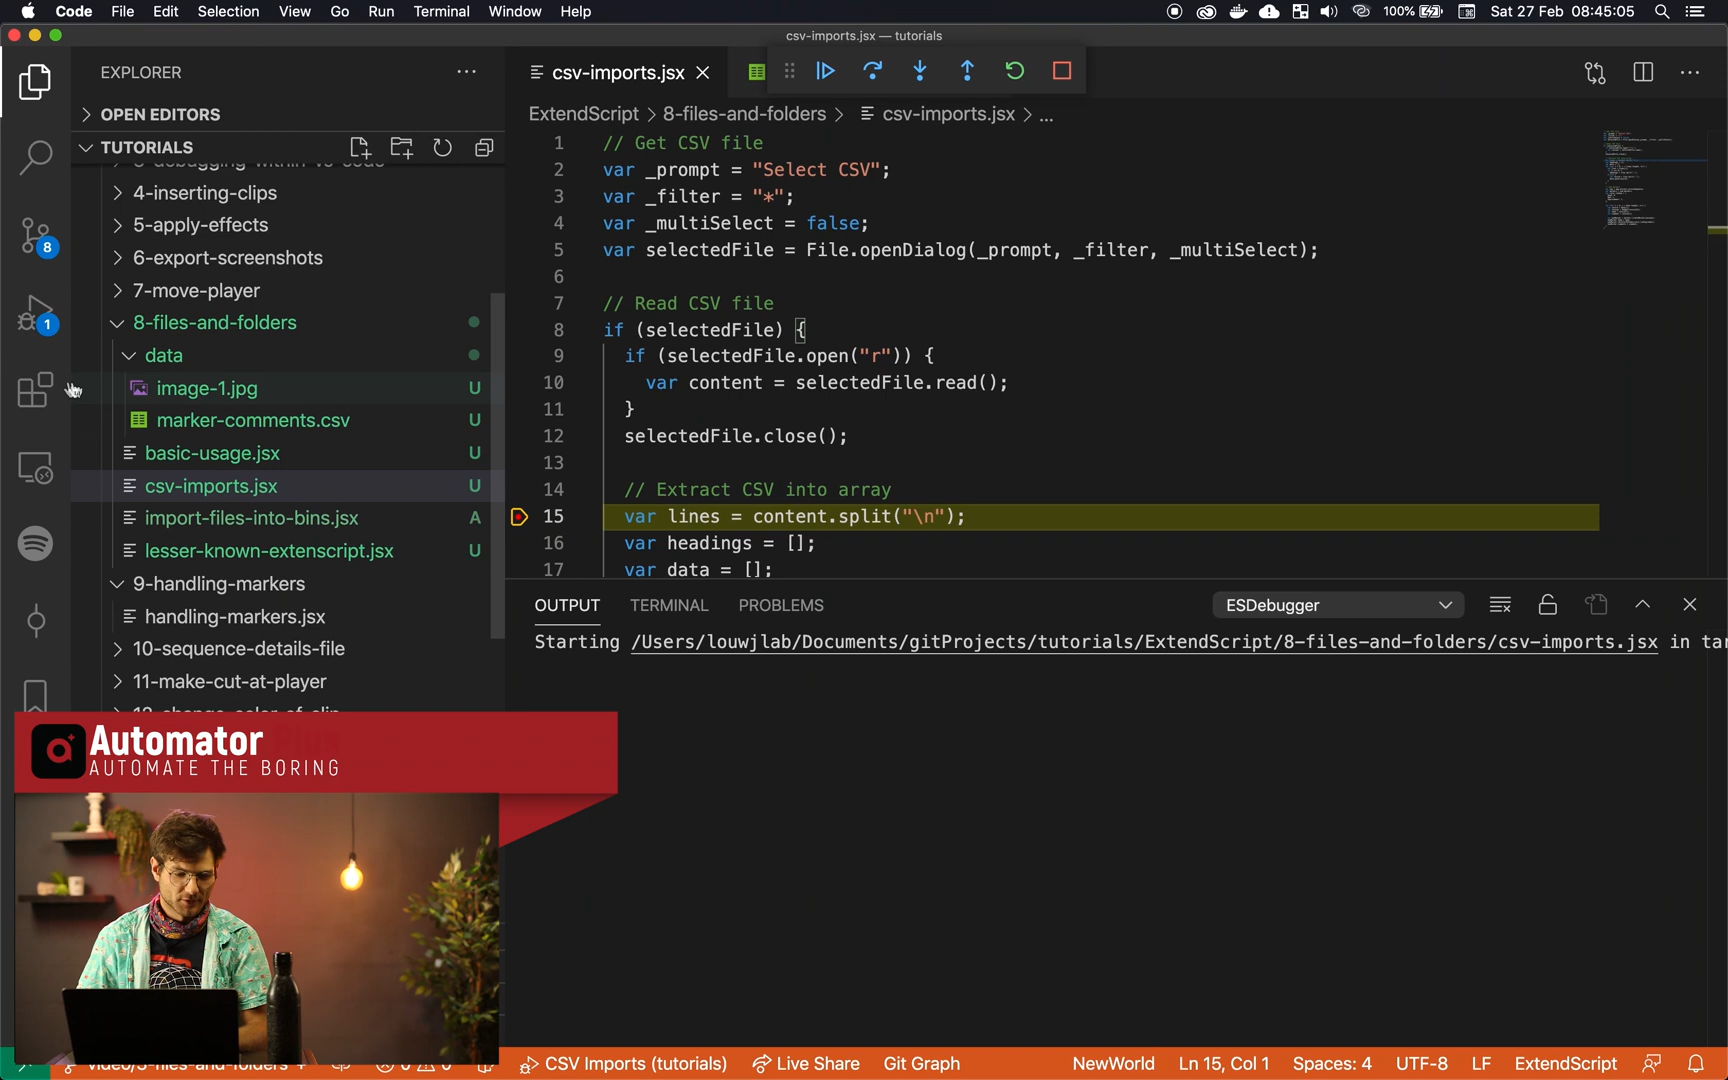 Code File Edit Selection View Go Run Terminal Window Help 100% Sat 27 Feb 08:45:05
csv-imports.jsx — tutorials
EXPLORER
csv-imports.jsx
OPEN EDITORS
ExtendScript > 8-files-and-folders > csv-imports.jsx > ...
TUTORIALS
4-inserting-clips
5-apply-effects
6-export-screenshots
7-move-player
8-files-and-folders
data
image-1.jpg U
marker-comments.csv U
basic-usage.jsx U
csv-imports.jsx U
import-files-into-bins.jsx A
lesser-known-extenscript.jsx U
9-handling-markers
handling-markers.jsx
10-sequence-details-file
11-make-cut-at-player
8
1
1 // Get CSV file
2 var _prompt = "Select CSV";
3 var _filter = "*";
4 var _multiSelect = false;
5 var selectedFile = File.openDialog(_prompt, _filter, _multiSelect);
6
7 // Read CSV file
8 if (selectedFile) {
9 if (selectedFile.open("r")) {
10 var content = selectedFile.read();
11 }
12 selectedFile.close();
13
14 // Extract CSV into array
15 var lines = content.split("\n");
16 var headings = [];
17 var data = [];
OUTPUT TERMINAL PROBLEMS ESDebugger
Starting /Users/louwjlab/Documents/gitProjects/tutorials/ExtendScript/8-files-and-folders/csv-imports.jsx in tar
Automator
AUTOMATE THE BORING
CSV Imports (tutorials) Live Share Git Graph NewWorld Ln 15, Col 1 Spaces: 4 UTF-8 LF ExtendScript